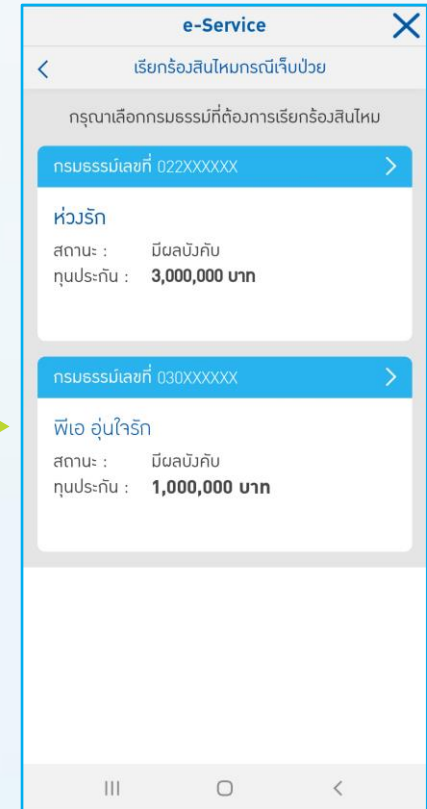 e-Service
เรียกร้องสินไหมกรณีเจ็บป่วย
กรุณาเลือกกรมธรรม์ที่ต้องการเรียกร้องสินไหม
กรมธรรม์เลขที่ 022XXXXXX
ห่วงรัก
สถานะ : มีผลบังคับ
ทุนประกัน : 3,000,000 บาท
กรมธรรม์เลขที่ 030XXXXXX
พีเอ อุ่นใจรัก
สถานะ : มีผลบังคับ
ทุนประกัน : 1,000,000 บาท